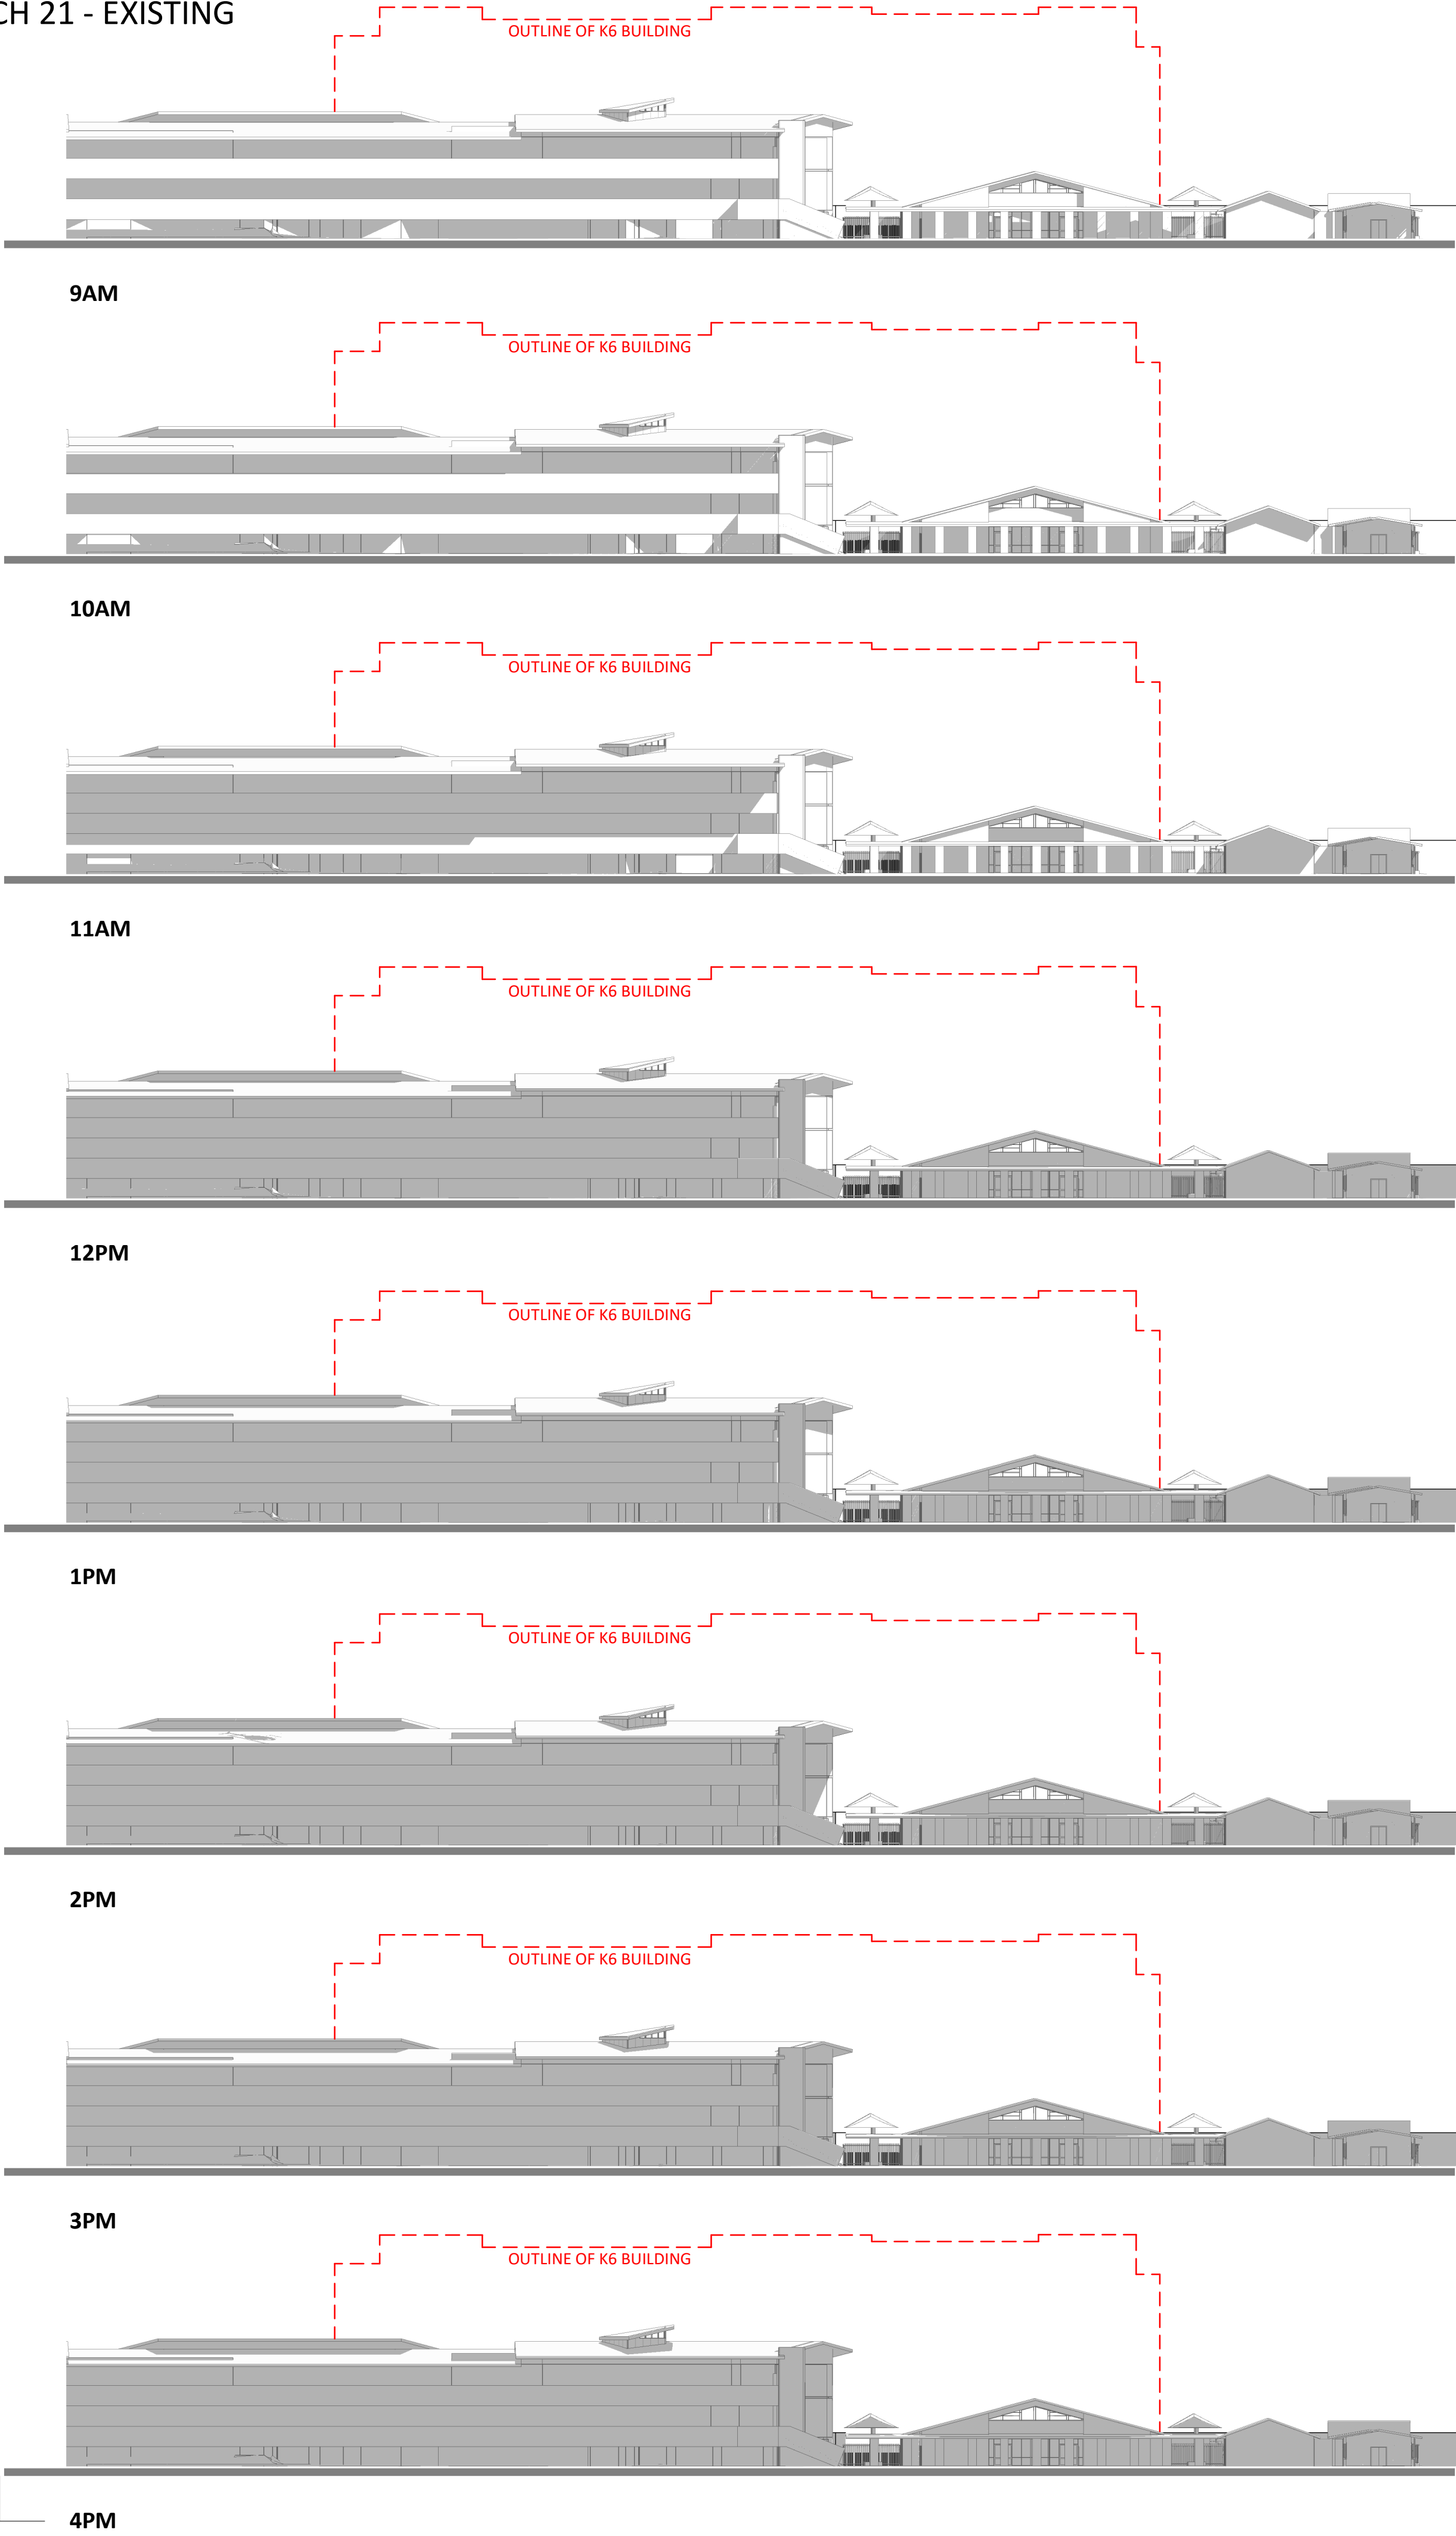 CH 21 - EXISTING
OUTLINE OF K6 BUILDING
9AM
OUTLINE OF K6 BUILDING
10AM
OUTLINE OF K6 BUILDING
11AM
OUTLINE OF K6 BUILDING
12PM
OUTLINE OF K6 BUILDING
1PM
OUTLINE OF K6 BUILDING
2PM
OUTLINE OF K6 BUILDING
3PM
OUTLINE OF K6 BUILDING
4PM